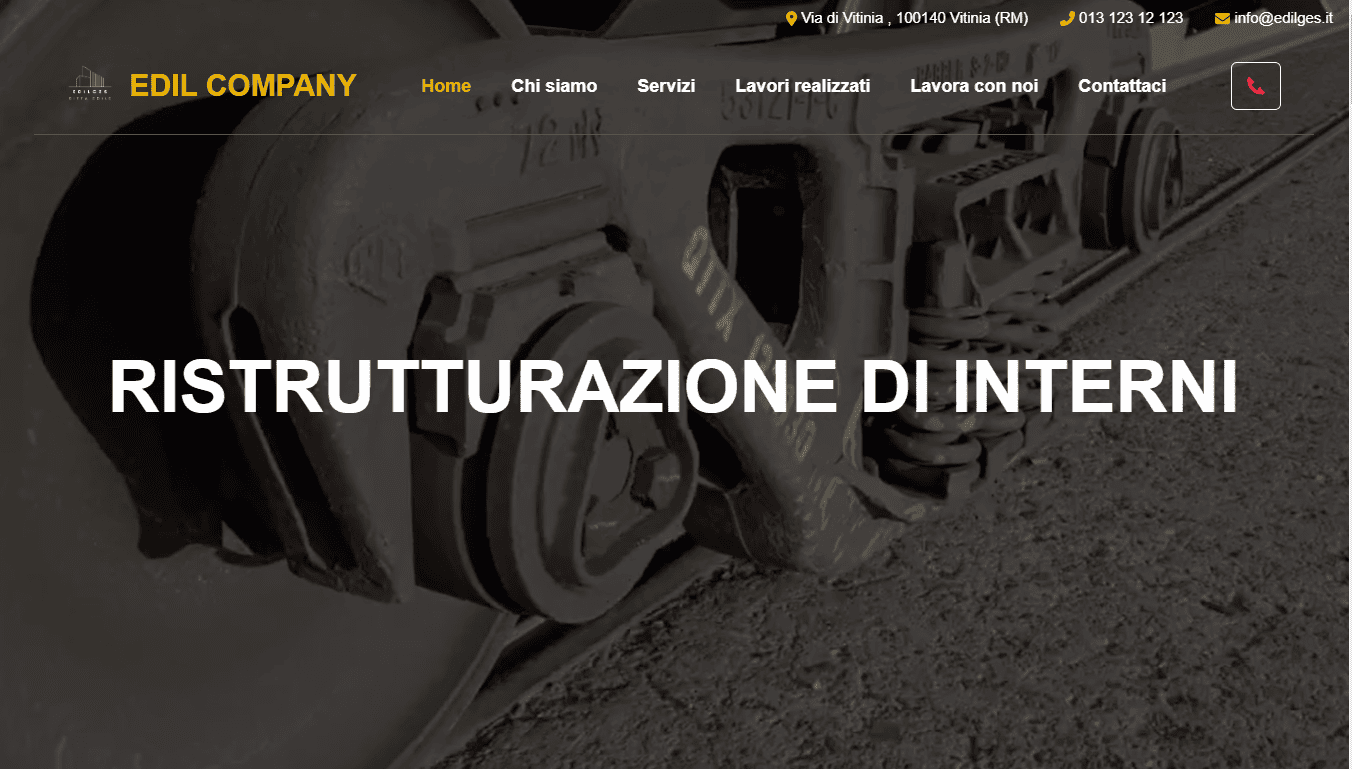 Via di Vitinia , 100140 Vitinia (RM) 013 123 12 123 info@edilges.it
EDILGES
EDIL COMPANY Home Chi siamo Servizi Lavori realizzati Lavora con noi Contattaci
RISTRUTTURAZIONE DI INTERNI